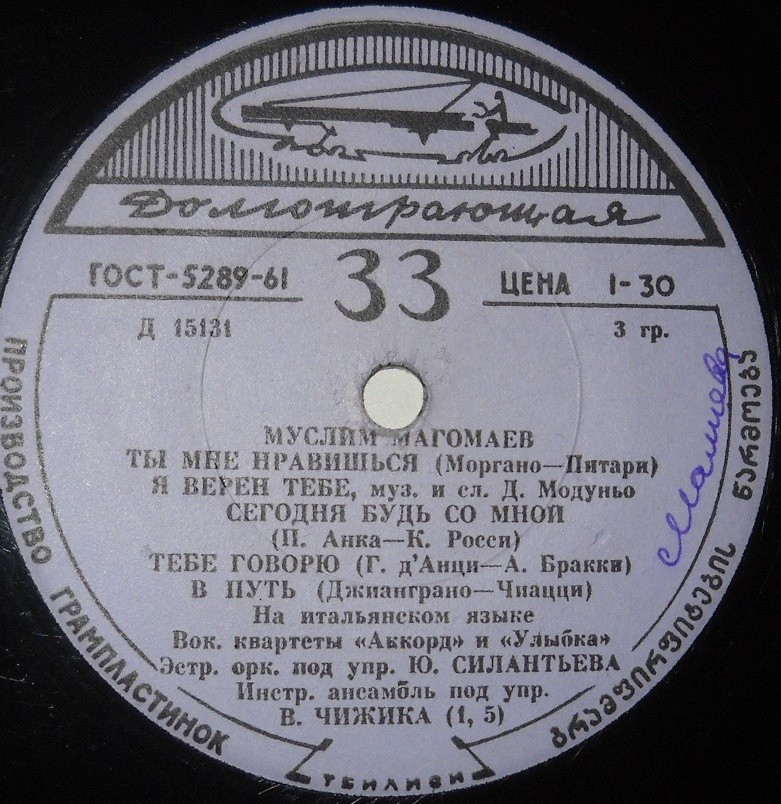 Долгоиграющая
ГОСТ-5289-61
33
ЦЕНА 1-30
Д 15131
3 гр.
МУСЛИМ МАГОМАЕВ
ТЫ МНЕ НРАВИШЬСЯ (Моргано—Питари)
Я ВЕРЕН ТЕБЕ, муз. и сл. Д. Модуньо
СЕГОДНЯ БУДЬ СО МНОЙ
(П. Анка—К. Росси)
ТЕБЕ ГОВОРЮ (Г. д'Анци—А. Бракки)
В ПУТЬ (Джианграно—Чиацци)
На итальянском языке
Вок. квартеты «Аккорд» и «Улыбка»
Эстр. орк. под упр. Ю. СИЛАНТЬЕВА
Инстр. ансамбль под упр.
В. ЧИЖИКА (1, 5)
ПРОИЗВОДСТВО ГРАМПЛАСТИНОК
გრამფირფიტების წარმოება